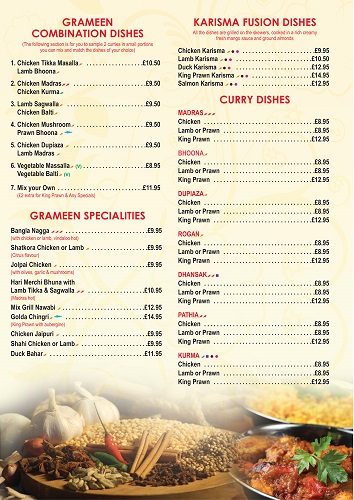 GRAMEEN
COMBINATION DISHES
(The following section is for you to sample 2 curries in small portions
you can mix and match the dishes of your choice)
1. Chicken Tikka Masalla ........ £10.50
Lamb Bhoona
2. Chicken Madras ........ £9.50
Chicken Kurma
3. Lamb Sagwalla ........ £9.50
Chicken Balti
4. Chicken Mushroom ........ £9.50
Prawn Bhoona
5. Chicken Dupiaza ........ £9.50
Lamb Madras
6. Vegetable Massalla (V) ........ £8.95
Vegetable Balti (V)
7. Mix your Own ........ £11.95
(£3 extra for King Prawn & Any Specials)
GRAMEEN SPECIALITIES
Bangla Nagga ........ £9.95
(with chicken or lamb, vindaloo hot)
Shatkora Chicken or Lamb ........ £9.95
(Citrus flavour)
Jolpai Chicken ........ £9.95
(with olives, garlic & mushrooms)
Hari Merchi Bhuna with
Lamb Tikka & Sagwalla ........ £10.95
(Madras hot)
Mix Grill Nawabi ........ £12.95
Golda Chingri ........ £14.95
(King Prawn with aubergine)
Chicken Jaipuri ........ £9.95
Shahi Chicken or Lamb ........ £9.95
Duck Bahar ........ £11.95
KARISMA FUSION DISHES
All the dishes are grilled on the skewers, cooked in a rich creamy
fresh mango sauce and ground almonds
Chicken Karisma ........ £9.95
Lamb Karisma ........ £10.50
Duck Karisma ........ £12.95
King Prawn Karisma ........ £14.95
Salmon Karisma ........ £12.95
CURRY DISHES
MADRAS
Chicken ........ £8.95
Lamb or Prawn ........ £8.95
King Prawn ........ £12.95
BHOONA
Chicken ........ £8.95
Lamb or Prawn ........ £8.95
King Prawn ........ £12.95
DUPIAZA
Chicken ........ £8.95
Lamb or Prawn ........ £8.95
King Prawn ........ £12.95
ROGAN
Chicken ........ £8.95
Lamb or Prawn ........ £8.95
King Prawn ........ £12.95
DHANSAK
Chicken ........ £8.95
Lamb or Prawn ........ £8.95
King Prawn ........ £12.95
PATHIA
Chicken ........ £8.95
Lamb or Prawn ........ £8.95
King Prawn ........ £12.95
KURMA
Chicken ........ £8.95
Lamb or Prawn ........ £8.95
King Prawn ........ £12.95